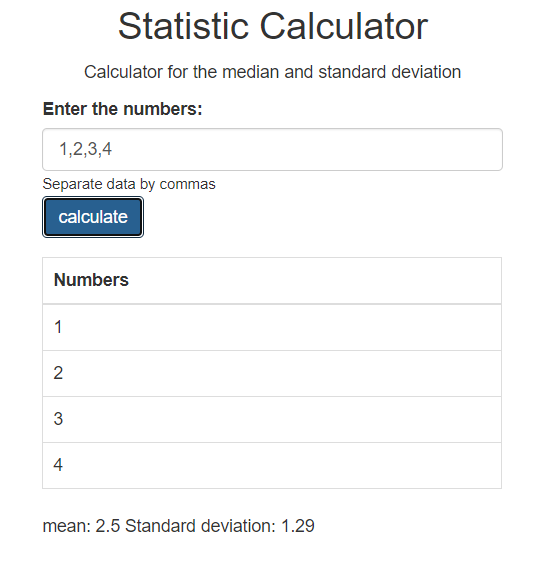 Statistic Calculator
Calculator for the median and standard deviation
Enter the numbers:
1,2,3,4
Separate data by commas
calculate
Numbers
1
2
3
4
mean: 2.5 Standard deviation: 1.29